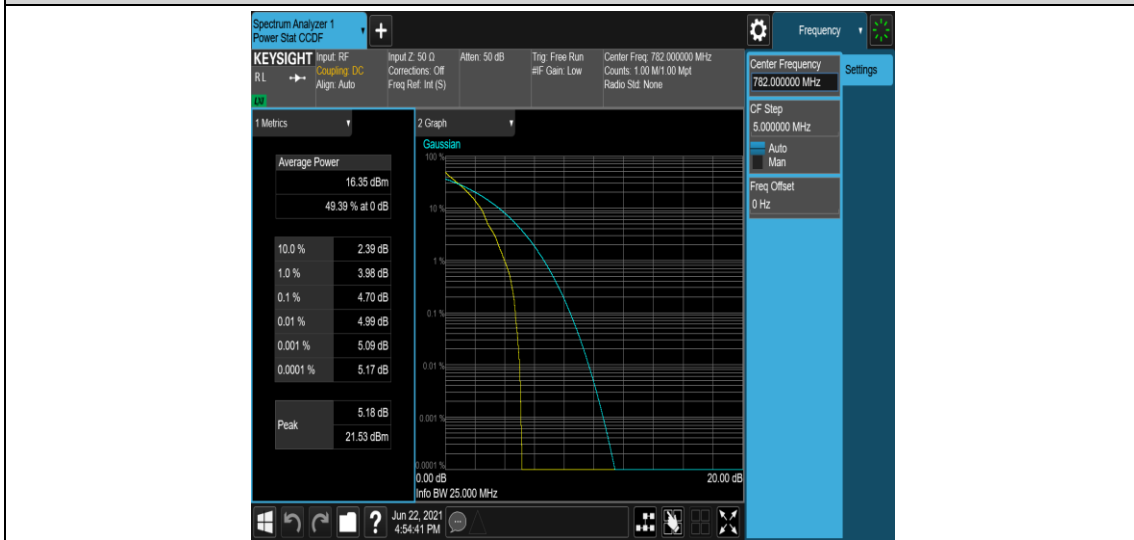 Spectrum Analyzer 1
Power Stat CCDF
+
Frequency
KEYSIGHT
RL
LXI
Input: RF
Coupling: DC
Align: Auto
Input Z: 50 Ω
Corrections: Off
Freq Ref: Int (S)
Atten: 50 dB
Trig: Free Run
#IF Gain: Low
Center Freq: 782.000000 MHz
Counts: 1.00 M/1.00 Mpt
Radio Std: None
Center Frequency
782.000000 MHz
Settings
CF Step
5.000000 MHz
Auto
Man
Freq Offset
0 Hz
1 Metrics
Average Power
16.35 dBm
49.39 % at 0 dB
10.0 % 2.39 dB
1.0 % 3.98 dB
0.1 % 4.70 dB
0.01 % 4.99 dB
0.001 % 5.09 dB
0.0001 % 5.17 dB
Peak
5.18 dB
21.53 dBm
2 Graph
Gaussian
100 %
10 %
1 %
0.1 %
0.01 %
0.001 %
0.0001 %
0.00 dB 20.00 dB
Info BW 25.000 MHz
?
Jun 22, 2021
4:54:41 PM